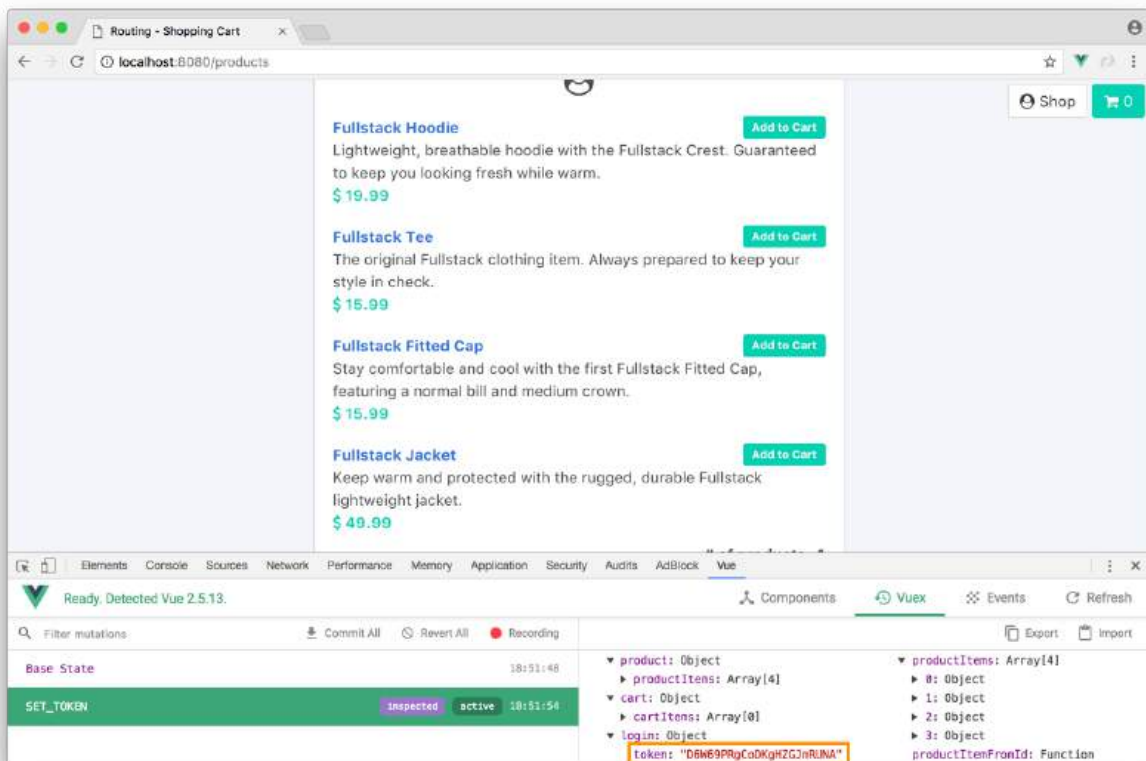 Routing - Shopping Cart
localhost:8080/products
Shop
0
Fullstack Hoodie
Add to Cart
Lightweight, breathable hoodie with the Fullstack Crest. Guaranteed
to keep you looking fresh while warm.
$ 19.99
Fullstack Tee
Add to Cart
The original Fullstack clothing item. Always prepared to keep your
style in check.
$ 15.99
Fullstack Fitted Cap
Add to Cart
Stay comfortable and cool with the first Fullstack Fitted Cap,
featuring a normal bill and medium crown.
$ 15.99
Fullstack Jacket
Add to Cart
Keep warm and protected with the rugged, durable Fullstack
lightweight jacket.
$ 49.99
Elements Console Sources Network Performance Memory Application Security Audits AdBlock Vue
Ready. Detected Vue 2.5.13.
Components Vuex Events Refresh
Filter mutations Commit All Revert All Recording
Export Import
Base State 18:51:48
SET_TOKEN inspected active 18:51:54
▼ product: Object
▶ productItems: Array[4]
▼ cart: Object
▶ cartItems: Array[0]
▼ login: Object
token: "D6W69PRgCoDKgHZGJmRUNA"
▼ productItems: Array[4]
▶ 0: Object
▶ 1: Object
▶ 2: Object
▶ 3: Object
productItemFromId: Function